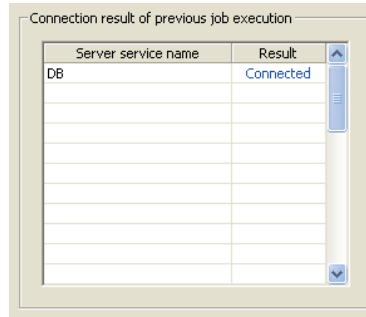 Connection result of previous job execution
Server service name Result
DB Connected